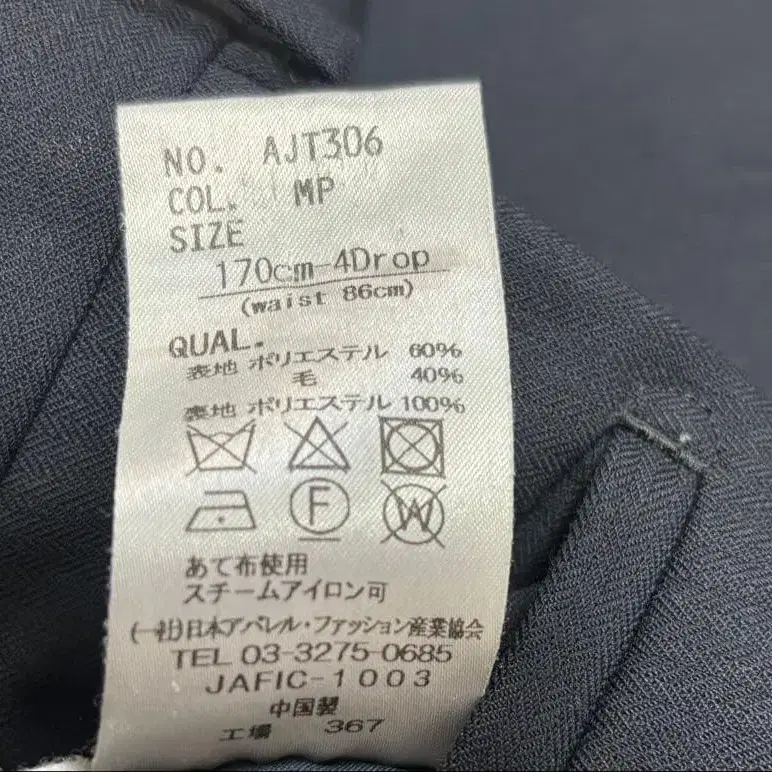 NO. AJT306
COL. MP
SIZE
170cm-4Drop
(waist 86cm)
QUAL.
表地 ポリエステル 60%
毛 40%
裏地 ポリエステル 100%
F W
あて布使用
スチームアイロン可
(一社)日本アパレル・ファッション産業協会
TEL 03-3275-0685
JAFIC-1003
中国製
工場 367